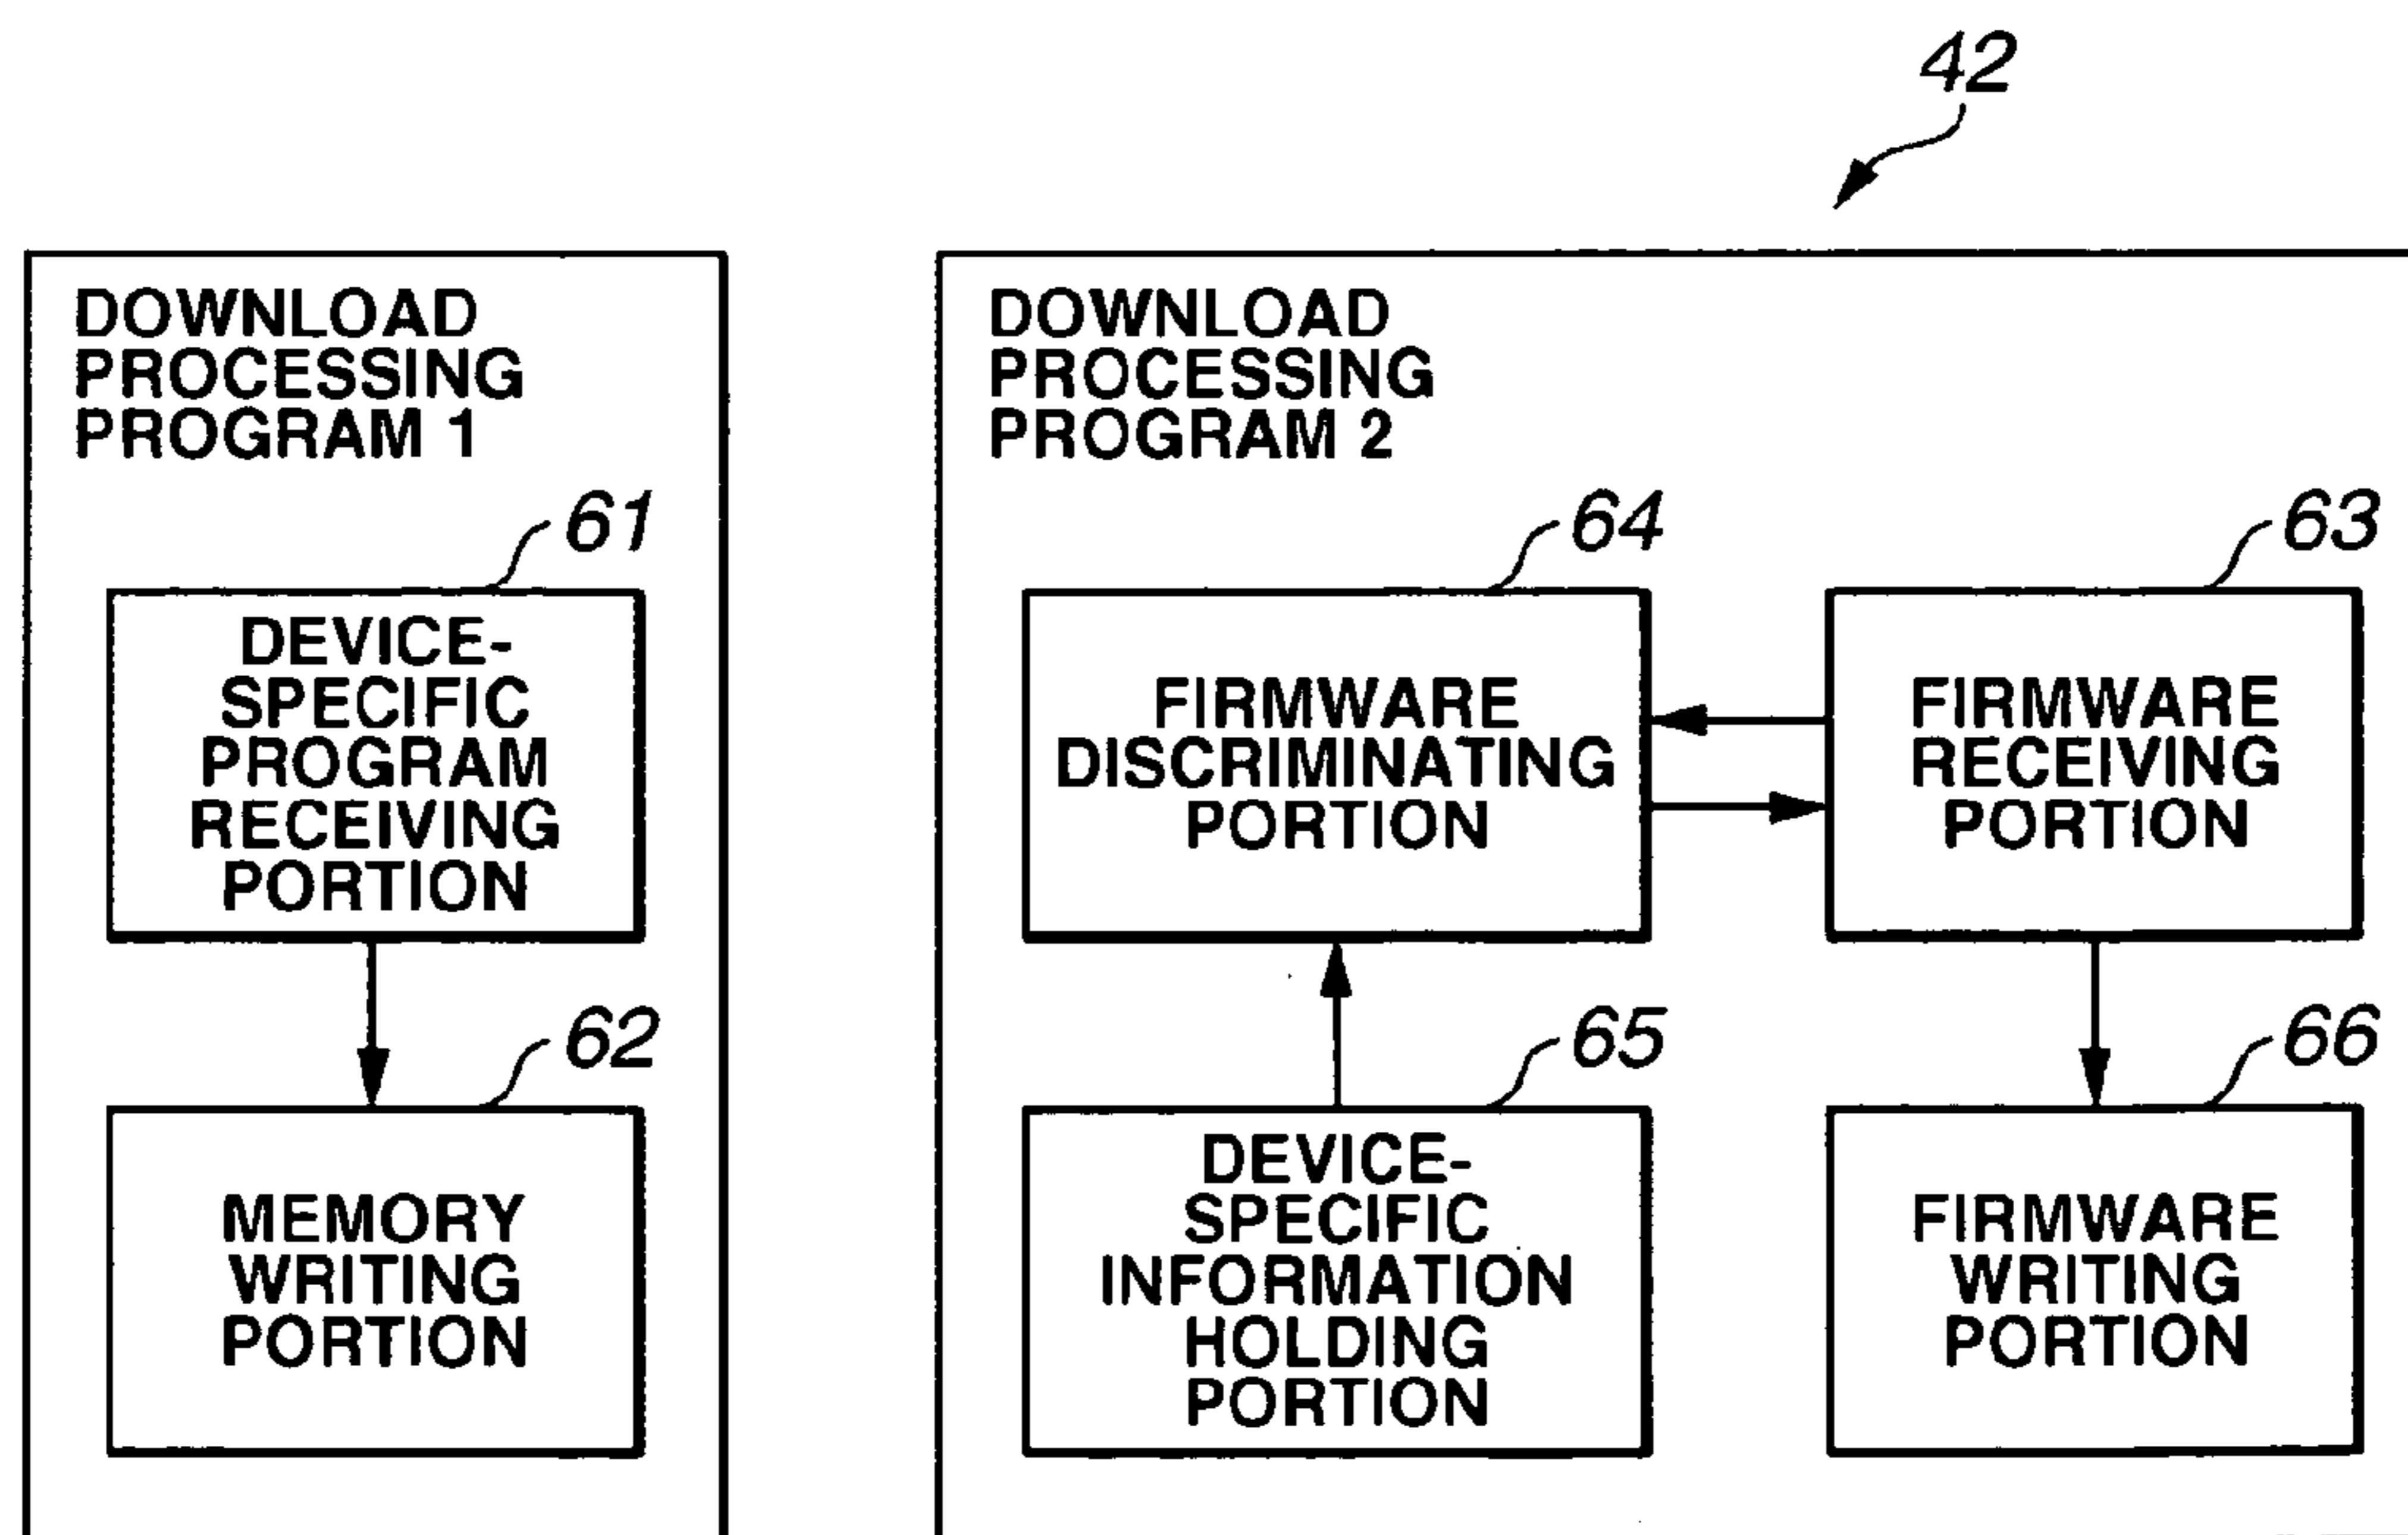 42
DOWNLOAD
PROCESSING
PROGRAM 1
61
DEVICE-
SPECIFIC
PROGRAM
RECEIVING
PORTION
62
MEMORY
WRITING
PORTION
DOWNLOAD
PROCESSING
PROGRAM 2
64
FIRMWARE
DISCRIMINATING
PORTION
63
FIRMWARE
RECEIVING
PORTION
65
DEVICE-
SPECIFIC
INFORMATION
HOLDING
PORTION
66
FIRMWARE
WRITING
PORTION